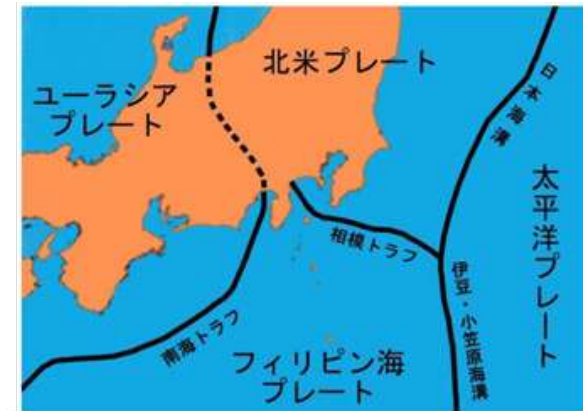 北米プレート
ユーラシア
プレート
日本海溝
太平洋プレート
相模トラフ
伊豆・小笠原海溝
南海トラフ
フィリピン海
プレート